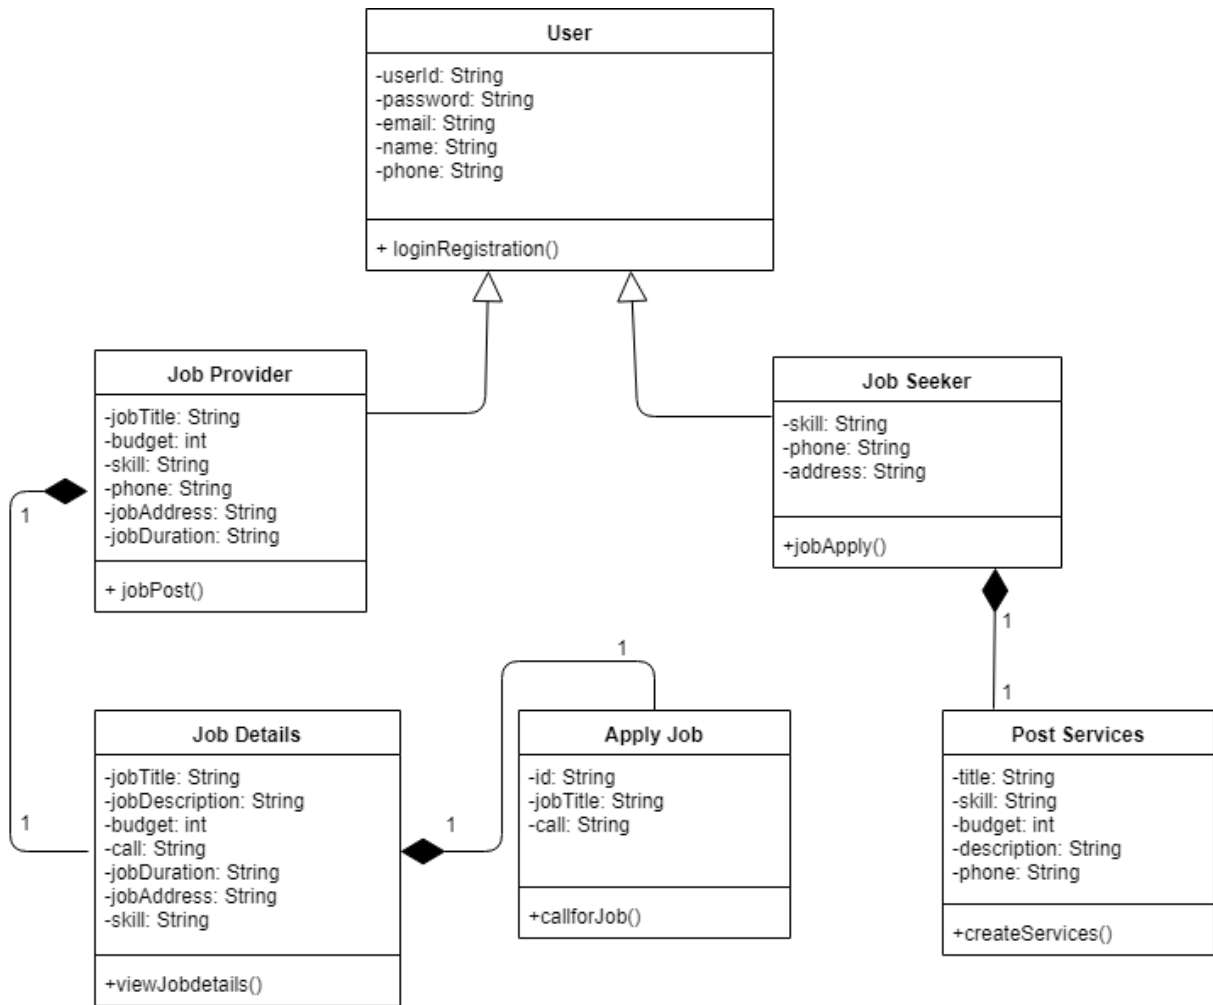 User
-userId: String
-password: String
-email: String
-name: String
-phone: String
+ loginRegistration()
Job Provider
-jobTitle: String
-budget: int
-skill: String
-phone: String
-jobAddress: String
-jobDuration: String
+ jobPost()
Job Seeker
-skill: String
-phone: String
-address: String
+jobApply()
1
1
1
1
1
1
Job Details
-jobTitle: String
-jobDescription: String
-budget: int
-call: String
-jobDuration: String
-jobAddress: String
-skill: String
+viewJobdetails()
Apply Job
-id: String
-jobTitle: String
-call: String
+callforJob()
Post Services
-title: String
-skill: String
-budget: int
-description: String
-phone: String
+createServices()